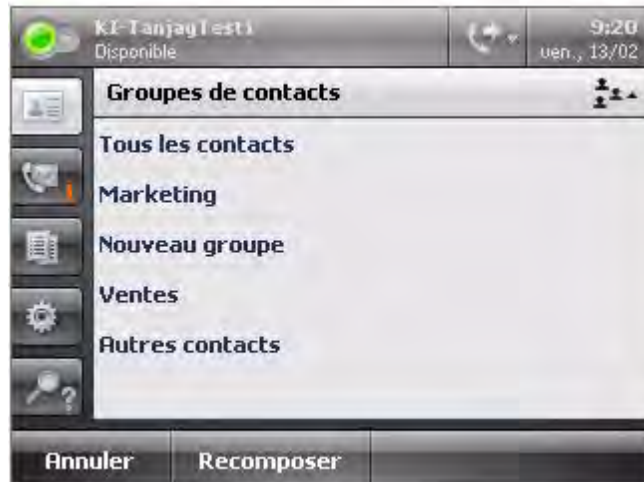 KI-TanjagTest1
Disponible
9:20
ven., 13/02
Groupes de contacts
Tous les contacts
Marketing
Nouveau groupe
Ventes
Autres contacts
Annuler
Recomposer